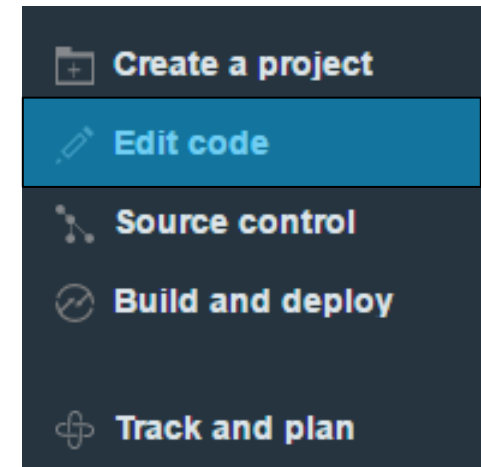 Create a project
Edit code
Source control
Build and deploy
Track and plan